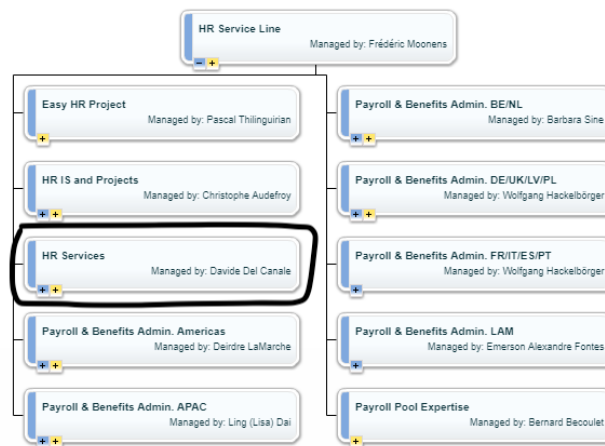 HR Service Line
Managed by: Frédéric Moonens
Easy HR Project
Managed by: Pascal Thilinguirian
HR IS and Projects
Managed by: Christophe Audefroy
HR Services
Managed by: Davide Del Canale
Payroll & Benefits Admin. Americas
Managed by: Deirdre LaMarche
Payroll & Benefits Admin. APAC
Managed by: Ling (Lisa) Dai
Payroll & Benefits Admin. BE/NL
Managed by: Barbara Sine
Payroll & Benefits Admin. DE/UK/LV/PL
Managed by: Wolfgang Hackelbörger
Payroll & Benefits Admin. FR/IT/ES/PT
Managed by: Wolfgang Hackelbörger
Payroll & Benefits Admin. LAM
Managed by: Emerson Alexandre Fontes
Payroll Pool Expertise
Managed by: Bernard Becoulet